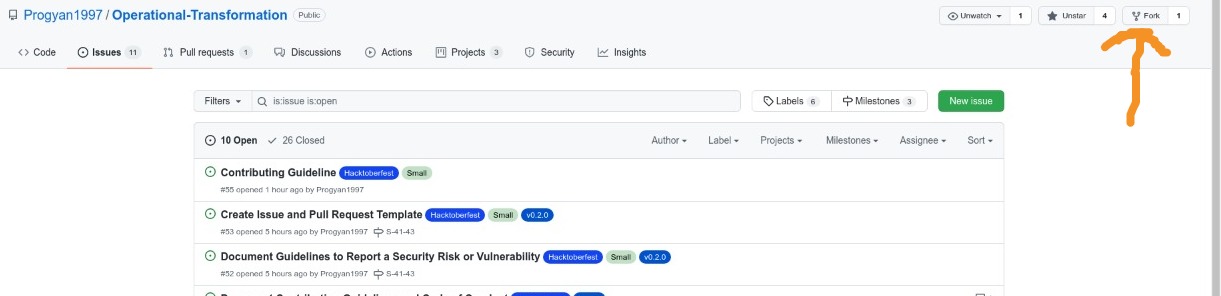 Progyan1997 / Operational-Transformation Public
Unwatch 1 Unstar 4 Fork 1
Code Issues 11 Pull requests 1 Discussions Actions Projects 3 Security Insights
Filters is:issue is:open Labels 6 Milestones 3 New issue
10 Open 26 Closed Author Label Projects Milestones Assignee Sort
Contributing Guideline Hacktoberfest Small
#55 opened 1 hour ago by Progyan1997
Create Issue and Pull Request Template Hacktoberfest Small v0.2.0
#53 opened 5 hours ago by Progyan1997 S-41-43
Document Guidelines to Report a Security Risk or Vulnerability Hacktoberfest Small v0.2.0
#52 opened 5 hours ago by Progyan1997 S-41-43